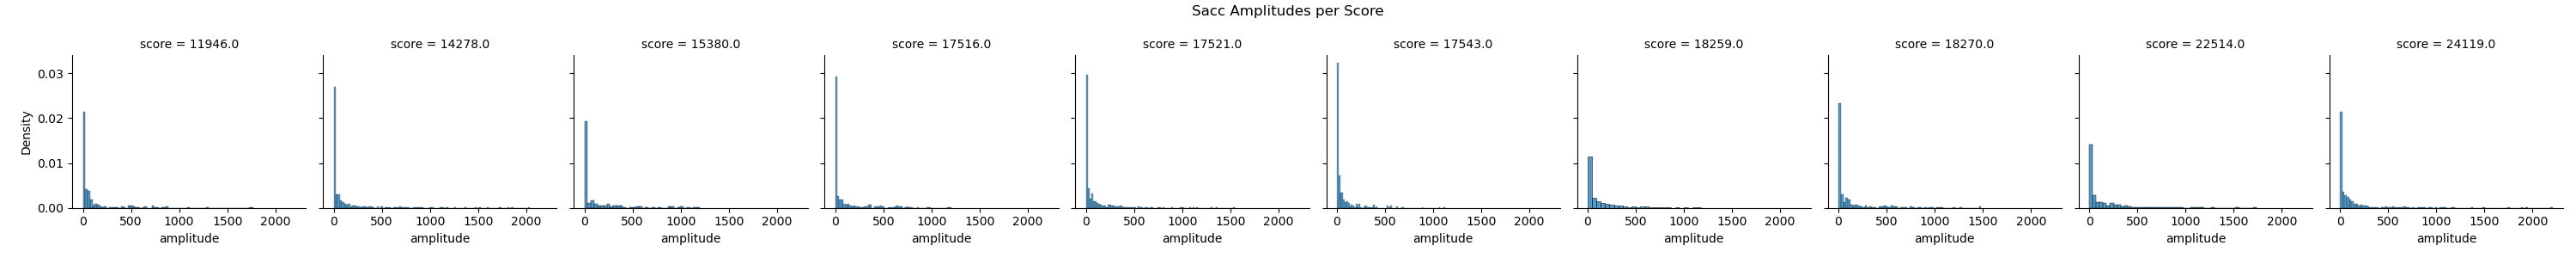 Sacc Amplitudes per Score
score = 11946.0 score = 14278.0 score = 15380.0 score = 17516.0 score = 17521.0 score = 17543.0 score = 18259.0 score = 18270.0 score = 22514.0 score = 24119.0
0.03
0.02
0.01
0.00
Density
0 500 1000 1500 2000 0 500 1000 1500 2000 0 500 1000 1500 2000 0 500 1000 1500 2000 0 500 1000 1500 2000 0 500 1000 1500 2000 0 500 1000 1500 2000 0 500 1000 1500 2000 0 500 1000 1500 2000 0 500 1000 1500 2000
amplitude amplitude amplitude amplitude amplitude amplitude amplitude amplitude amplitude amplitude